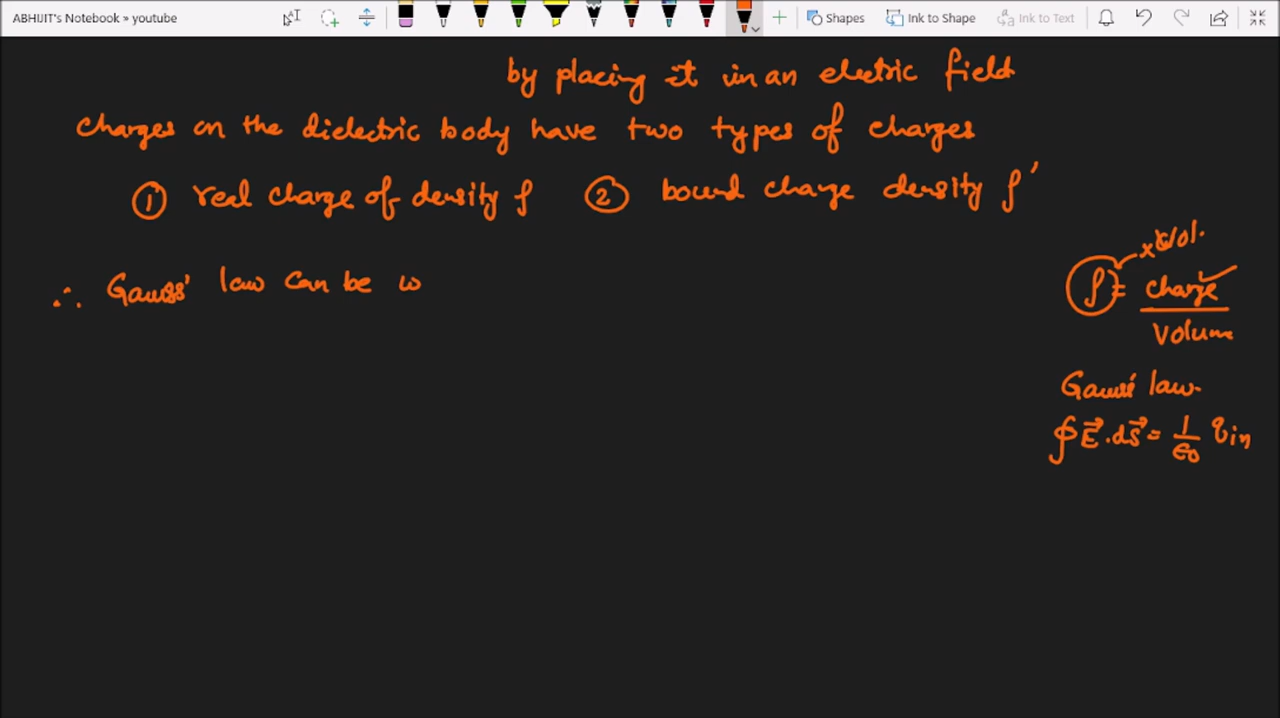 ABHIJIT's Notebook » youtube
Shapes
Ink to Shape
Ink to Text
by placing it in an electric field
charges on the dielectric body have two types of charges
① real charge of density ρ ② bound charge density ρ'
∴ Gauss' law can be w
×Vol.
ρ = charge / Volume
Gauss' law.
∮E⃗.dS⃗ = 1/ε0 qin